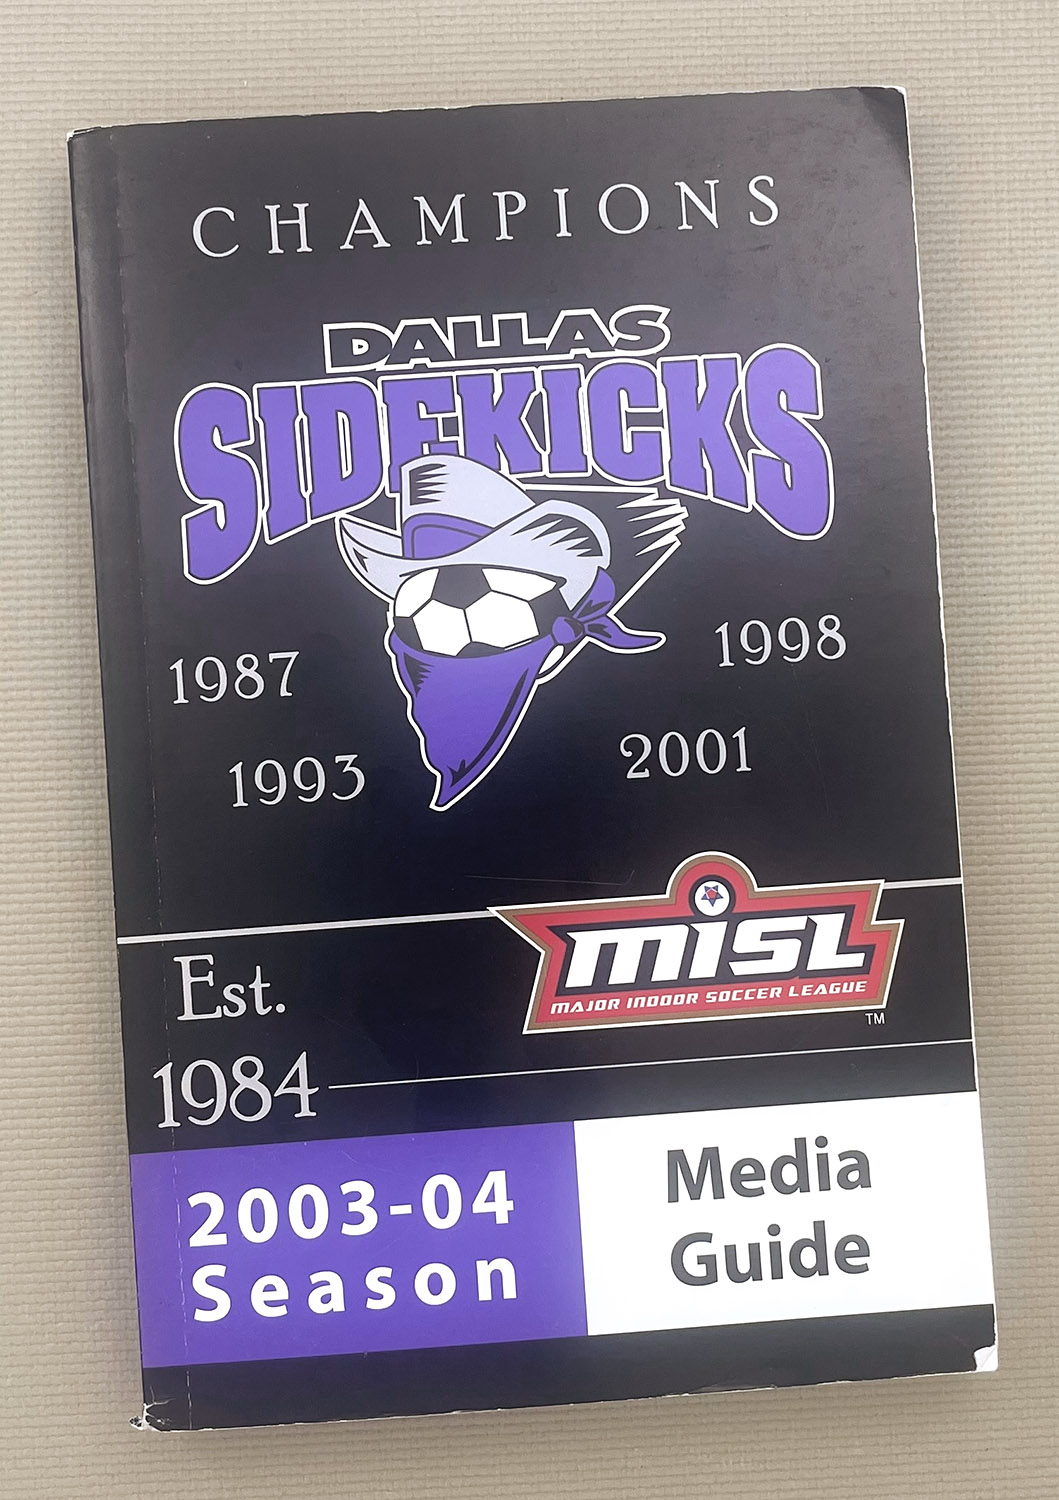 CHAMPIONS
DALLAS
SIDEKICKS
1987
1998
1993
2001
MISL
MAJOR INDOOR SOCCER LEAGUE
TM
Est.
1984
2003-04
Season
Media
Guide